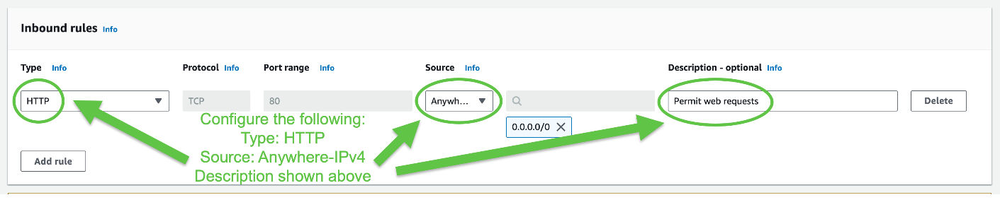 Inbound rules Info
Type Info Protocol Info Port range Info Source Info Description - optional Info
HTTP TCP 80 Anywh... Permit web requests Delete
0.0.0.0/0
Configure the following:
Type: HTTP
Source: Anywhere-IPv4
Description shown above
Add rule